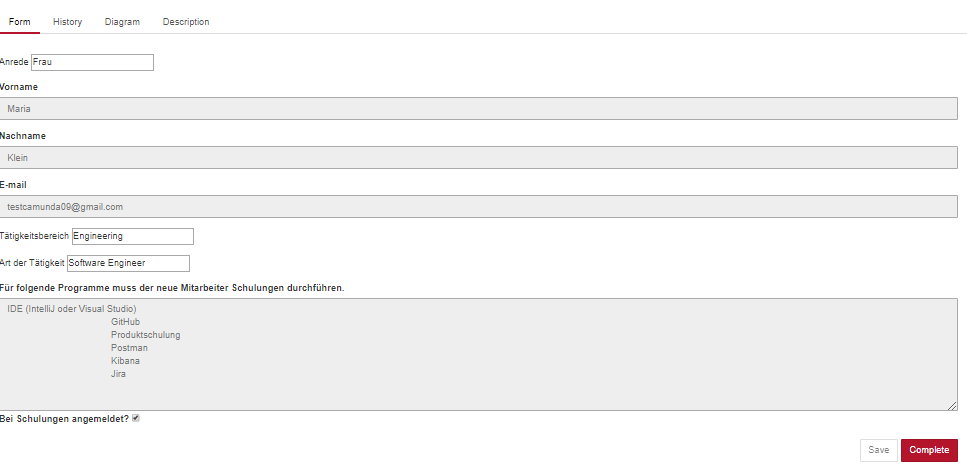 Form History Diagram Description
Anrede Frau
Vorname
Maria
Nachname
Klein
E-mail
testcamunda09@gmail.com
Tätigkeitsbereich Engineering
Art der Tätigkeit Software Engineer
Für folgende Programme muss der neue Mitarbeiter Schulungen durchführen.
IDE (IntelliJ oder Visual Studio)
GitHub
Produktschulung
Postman
Kibana
Jira
Bei Schulungen angemeldet?
Save Complete